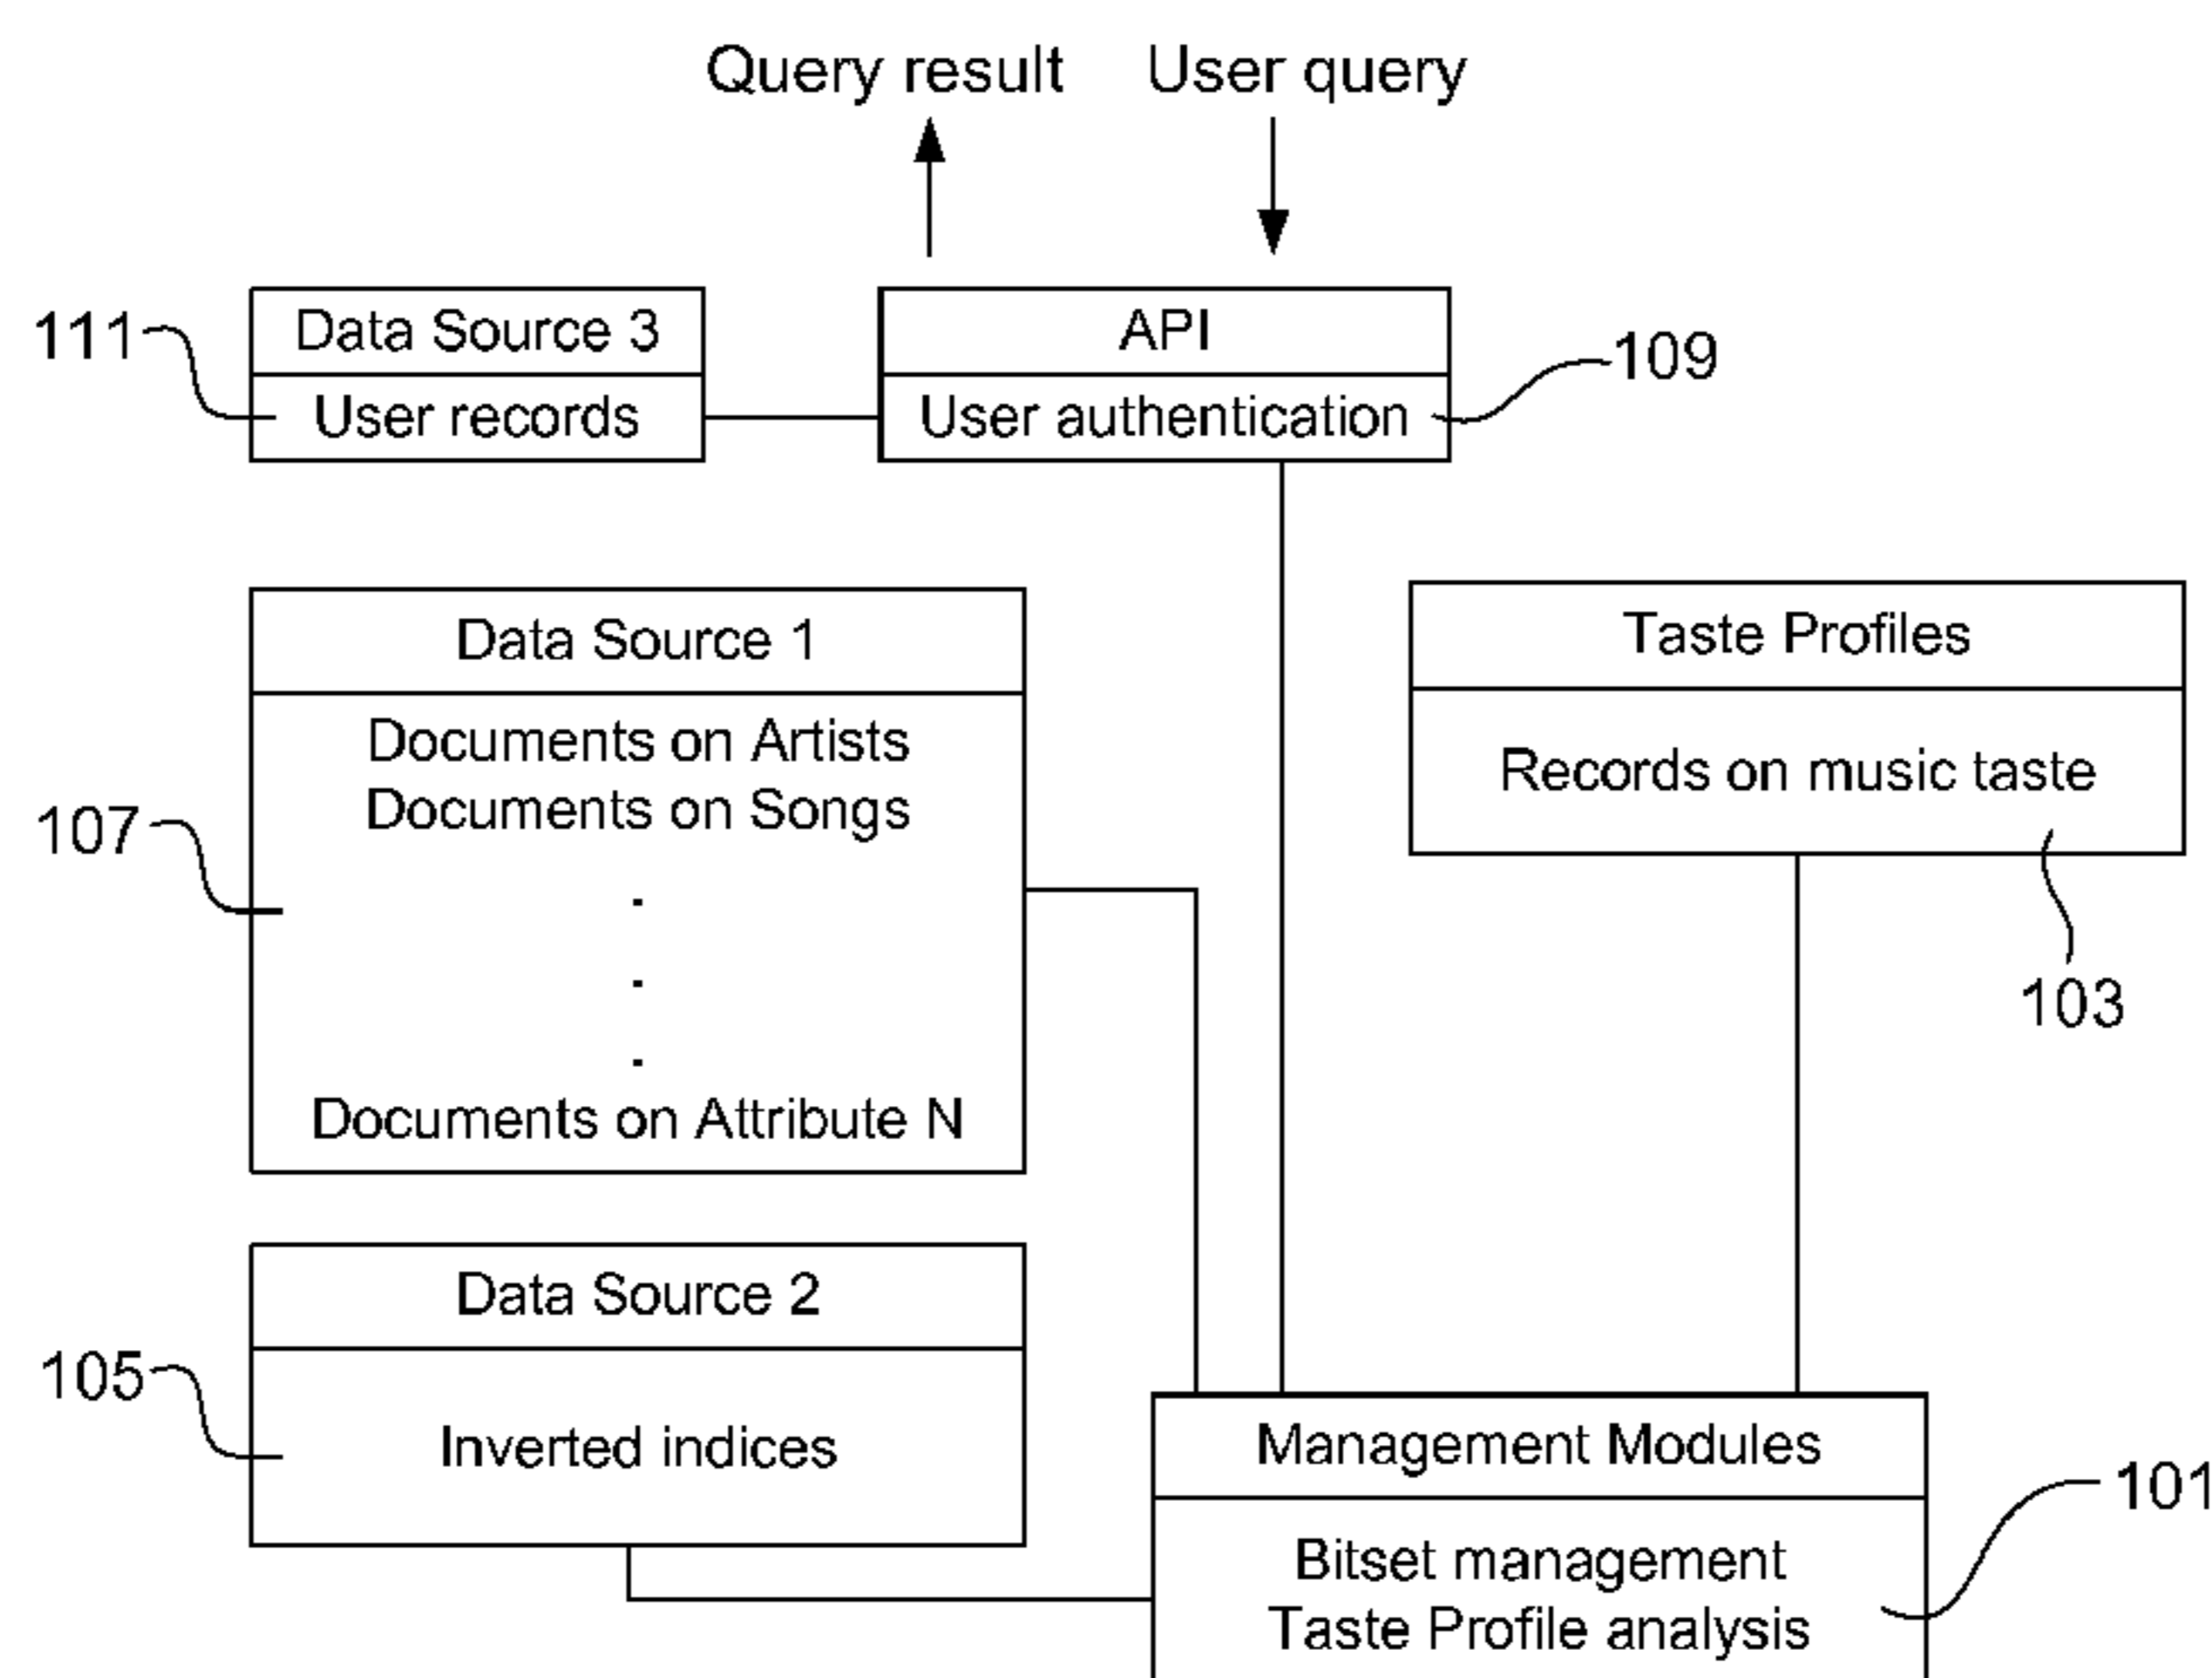 Query result User query
111
Data Source 3
User records
API
User authentication
109
107
Data Source 1
Documents on Artists
Documents on Songs
.
.
.
Documents on Attribute N
Taste Profiles
Records on music taste
103
105
Data Source 2
Inverted indices
Management Modules
Bitset management
Taste Profile analysis
101